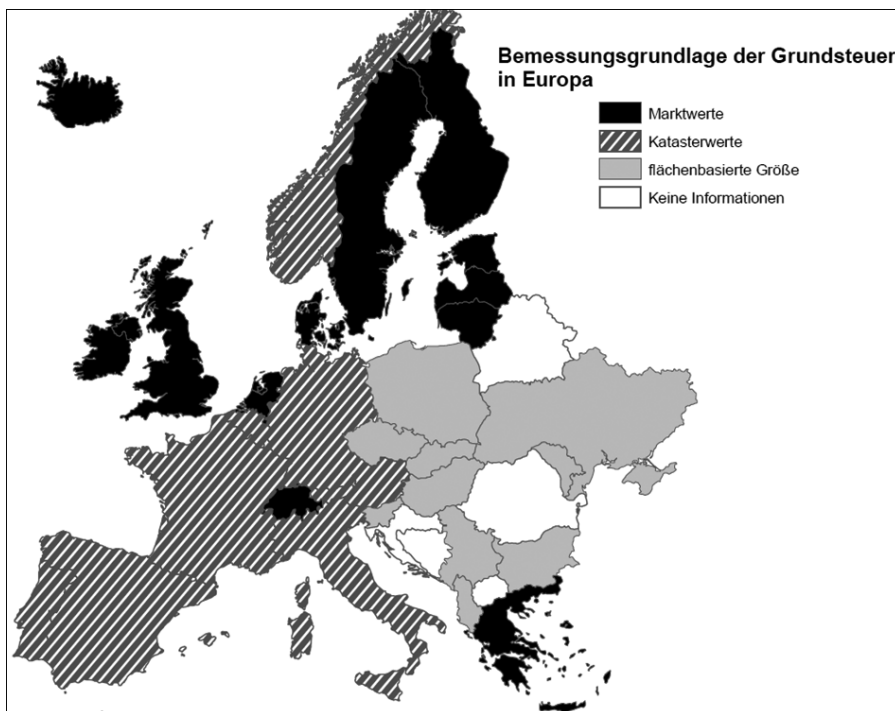 Bemessungsgrundlage der Grundsteuer
in Europa
Marktwerte
Katasterwerte
flächenbasierte Größe
Keine Informationen